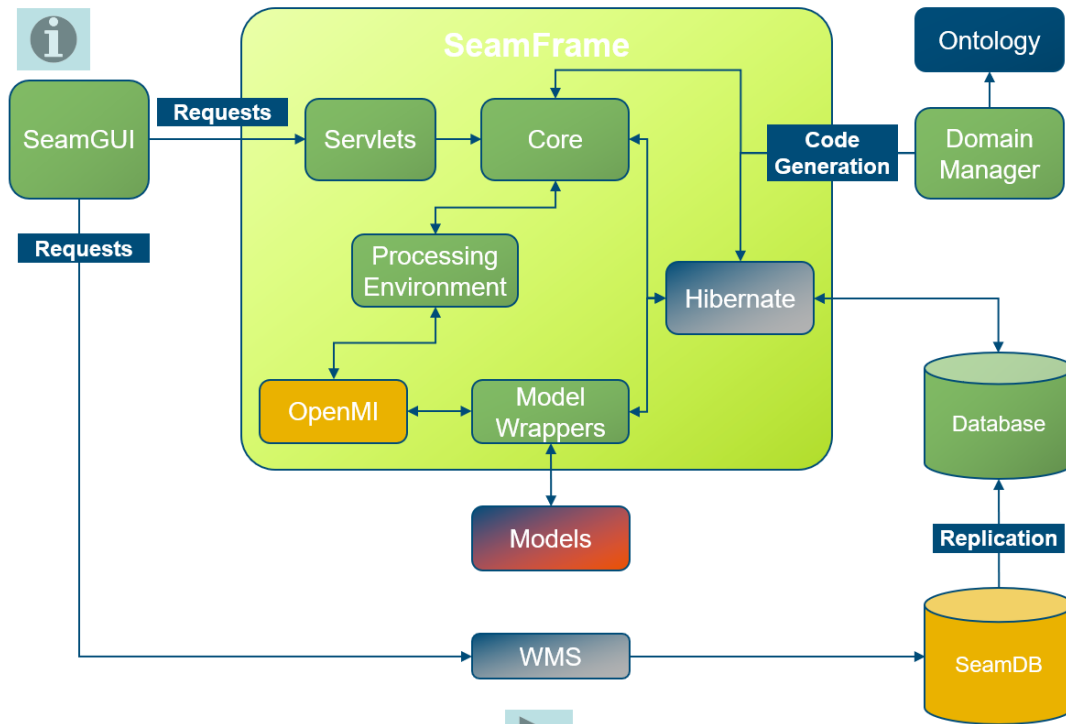 SeamFrame
Ontology
SeamGUI
Requests
Servlets
Core
Code
Generation
Domain
Manager
Requests
Processing
Environment
Hibernate
OpenMI
Model
Wrappers
Database
Models
Replication
WMS
SeamDB